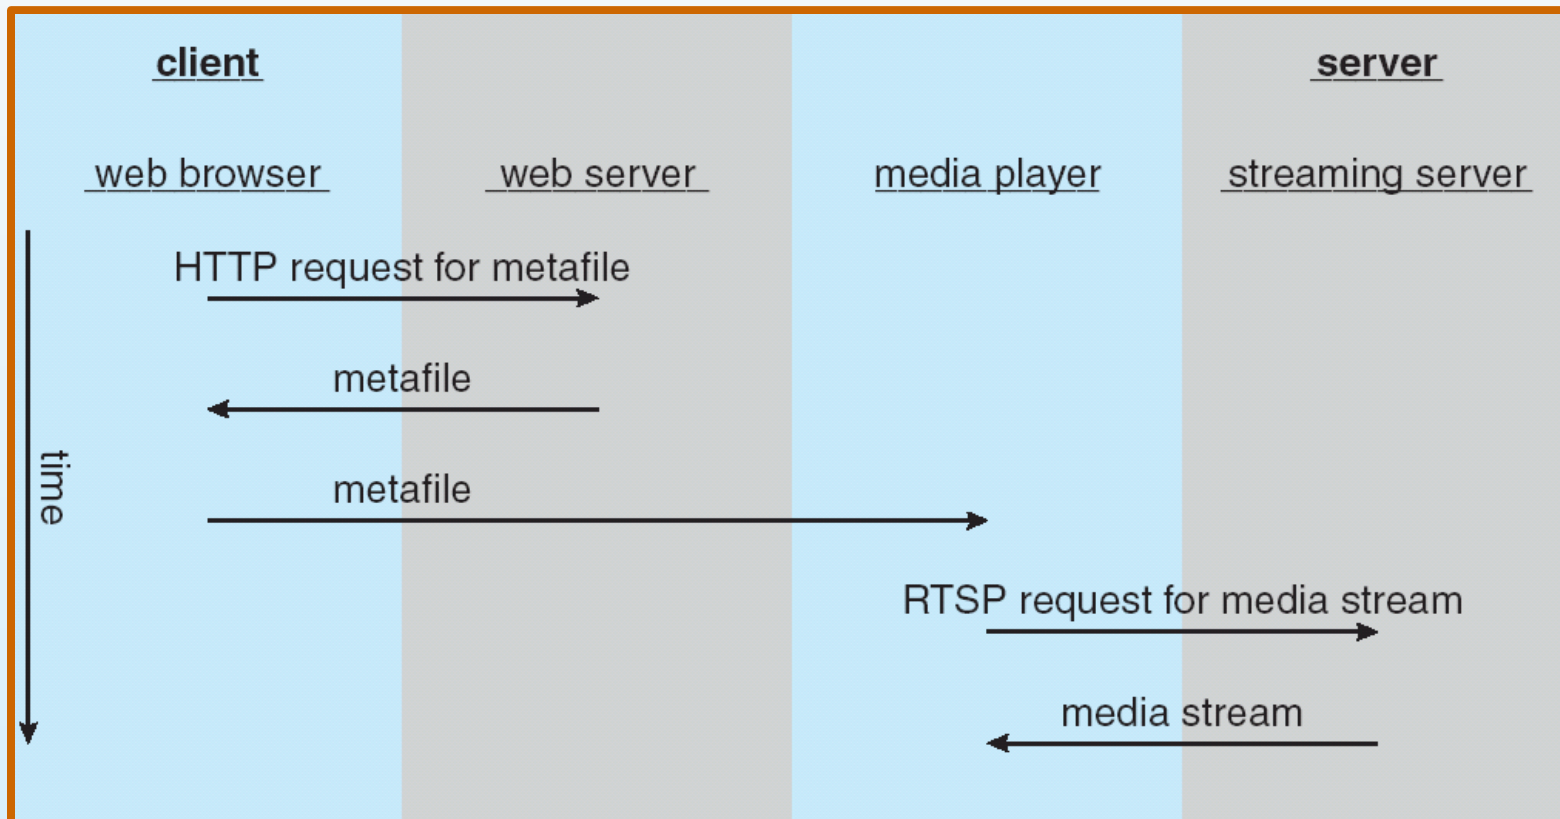 client
server
web browser
web server
media player
streaming server
HTTP request for metafile
metafile
time
metafile
RTSP request for media stream
media stream